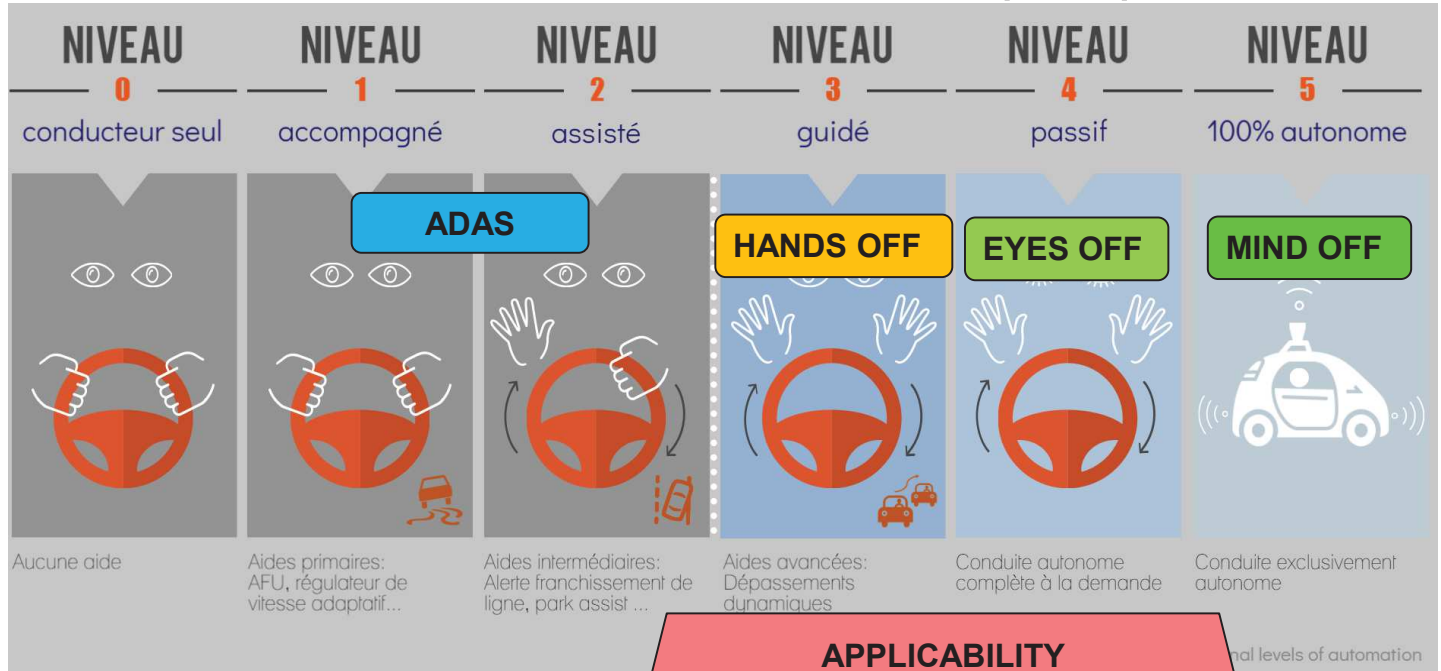 NIVEAU
0
conducteur seul
Aucune aide
NIVEAU
1
accompagné
Aides primaires:
AFU, régulateur de
vitesse adaptatif...
NIVEAU
2
assisté
ADAS
Aides intermédiaires:
Alerte franchissement de
ligne, park assist ...
NIVEAU
3
guidé
HANDS OFF
Aides avancées:
Dépassements
dynamiques
NIVEAU
4
passif
EYES OFF
Conduite autonome
complète à la demande
NIVEAU
5
100% autonome
MIND OFF
Conduite exclusivement
autonome
APPLICABILITY
levels of automation